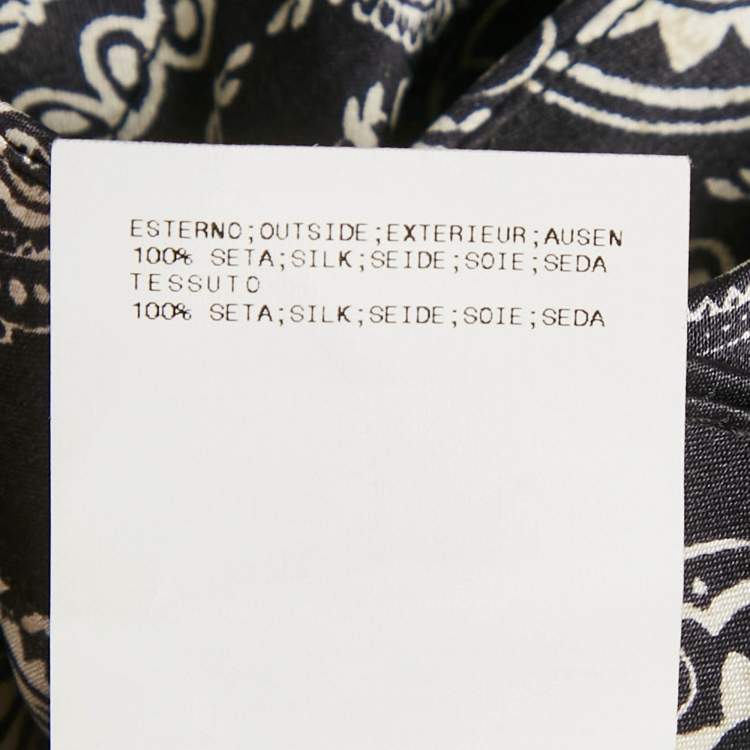 ESTERNO;OUTSIDE;EXTERIEUR;AUSEN
100% SETA;SILK;SEIDE;SOIE;SEDA
TESSUTO
100% SETA;SILK;SEIDE;SOIE;SEDA